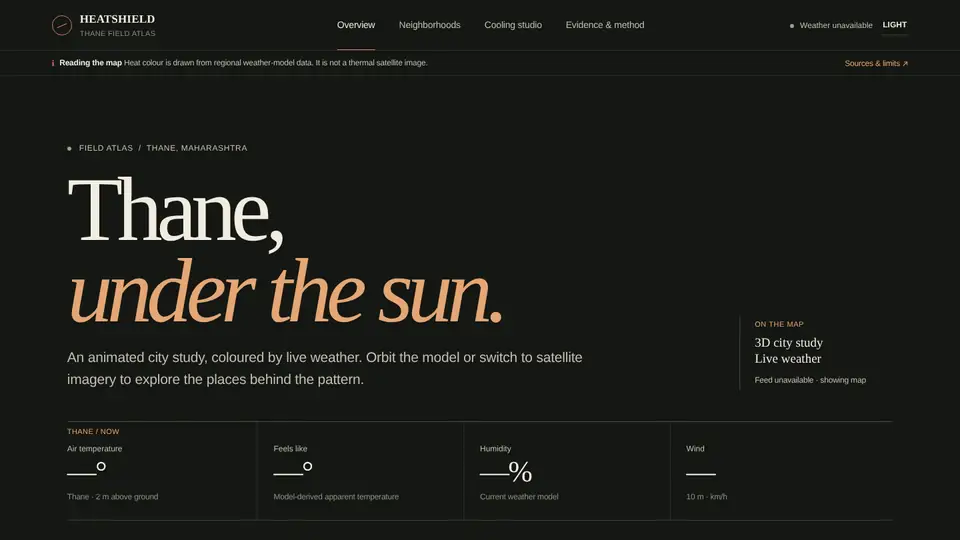 HEATSHIELD
THANE FIELD ATLAS
Overview
Neighborhoods
Cooling studio
Evidence & method
Weather unavailable
LIGHT
i Reading the map Heat colour is drawn from regional weather-model data. It is not a thermal satellite image.
Sources & limits ↗
FIELD ATLAS / THANE, MAHARASHTRA
Thane,
under the sun.
An animated city study, coloured by live weather. Orbit the model or switch to satellite
imagery to explore the places behind the pattern.
ON THE MAP
3D city study
Live weather
Feed unavailable · showing map
THANE / NOW
Air temperature
—°
Thane · 2 m above ground
Feels like
—°
Model-derived apparent temperature
Humidity
—%
Current weather model
Wind
—
10 m · km/h